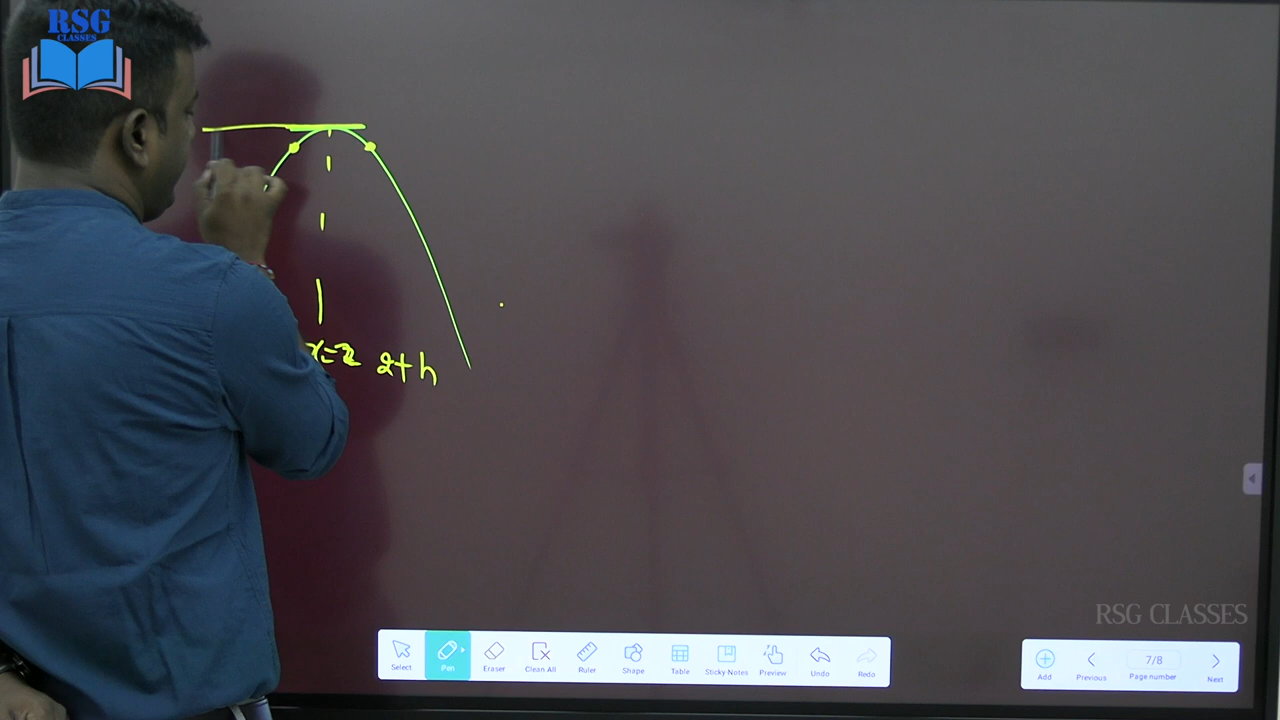 RSG
CLASSES
x=2 2+h
RSG CLASSES
Select Pen Eraser Clean All Ruler Shape Table Sticky Notes Preview Undo Redo
Add Previous 7/8 Page number Next